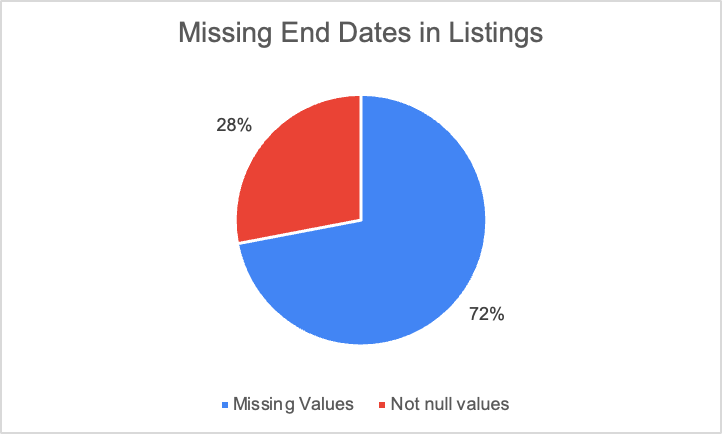 Missing End Dates in Listings
28%
72%
Missing Values
Not null values